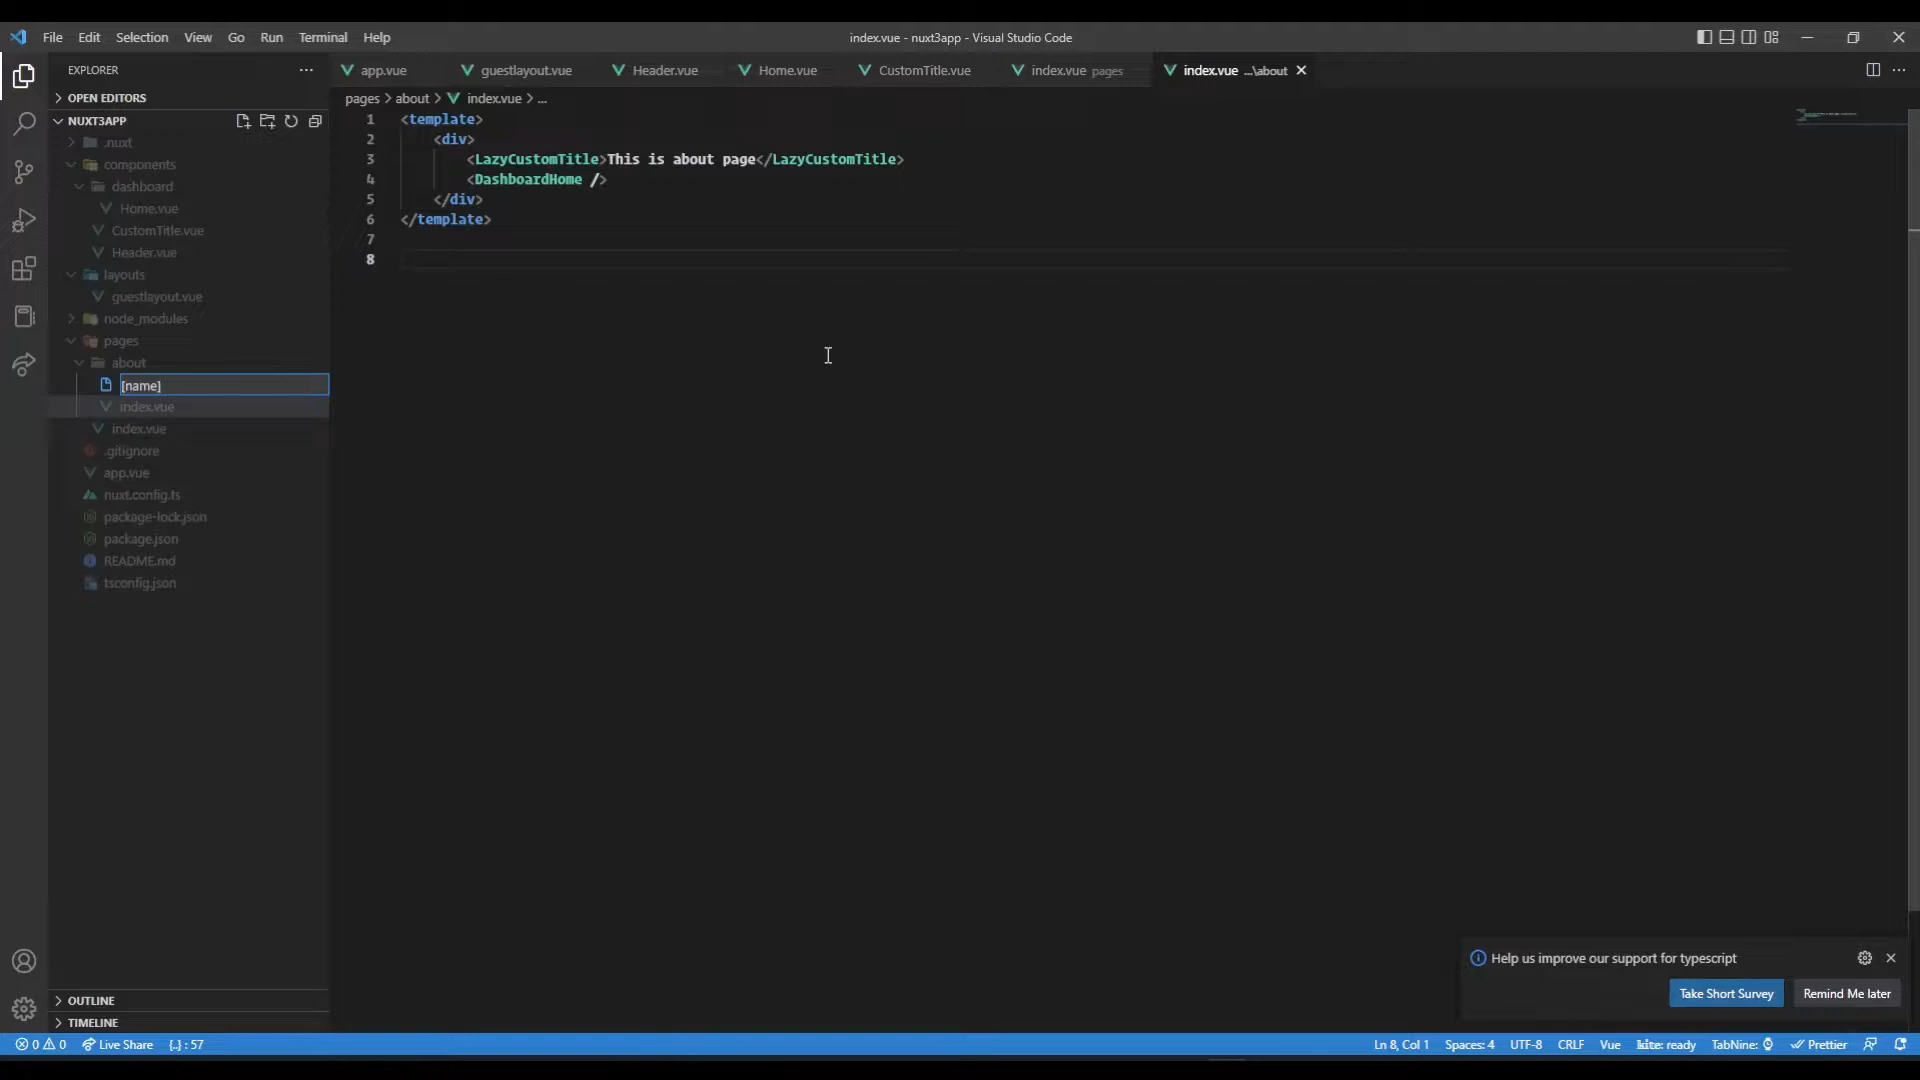 File Edit Selection View Go Run Terminal Help
index.vue - nuxt3app - Visual Studio Code
EXPLORER
OPEN EDITORS
NUXT3APP
.nuxt
components
dashboard
Home.vue
CustomTitle.vue
Header.vue
layouts
guestlayout.vue
node_modules
pages
about
[name]
index.vue
index.vue
.gitignore
app.vue
nuxt.config.ts
package-lock.json
package.json
README.md
tsconfig.json
OUTLINE
TIMELINE
app.vue guestlayout.vue Header.vue Home.vue CustomTitle.vue index.vue pages index.vue ...\about
pages > about > index.vue > ...
1 <template>
2 <div>
3 <LazyCustomTitle>This is about page</LazyCustomTitle>
4 <DashboardHome />
5 </div>
6 </template>
7
8
Help us improve our support for typescript
Take Short Survey Remind Me later
0 0 Live Share {..} : 57
Ln 8, Col 1 Spaces: 4 UTF-8 CRLF Vue kite: ready TabNine: Prettier